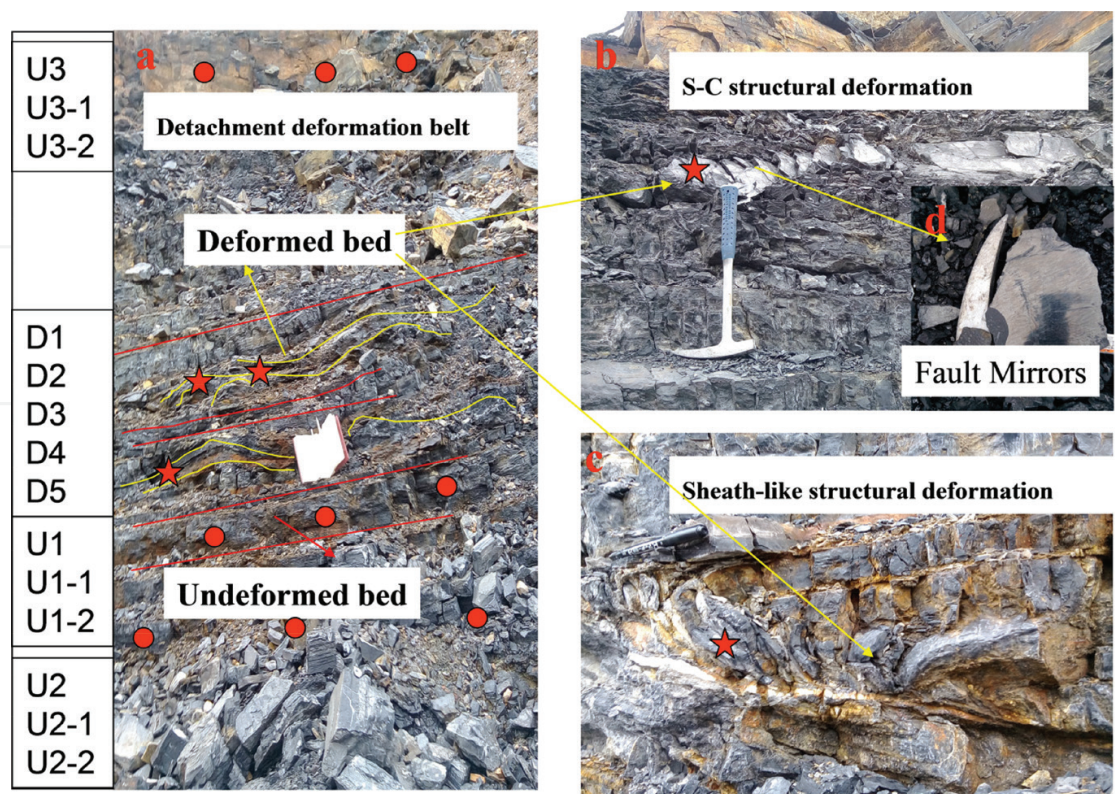 U3
U3-1
U3-2
D1
D2
D3
D4
D5
U1
U1-1
U1-2
U2
U2-1
U2-2
a
Detachment deformation belt
Deformed bed
Undeformed bed
b
S-C structural deformation
d
Fault Mirrors
c
Sheath-like structural deformation